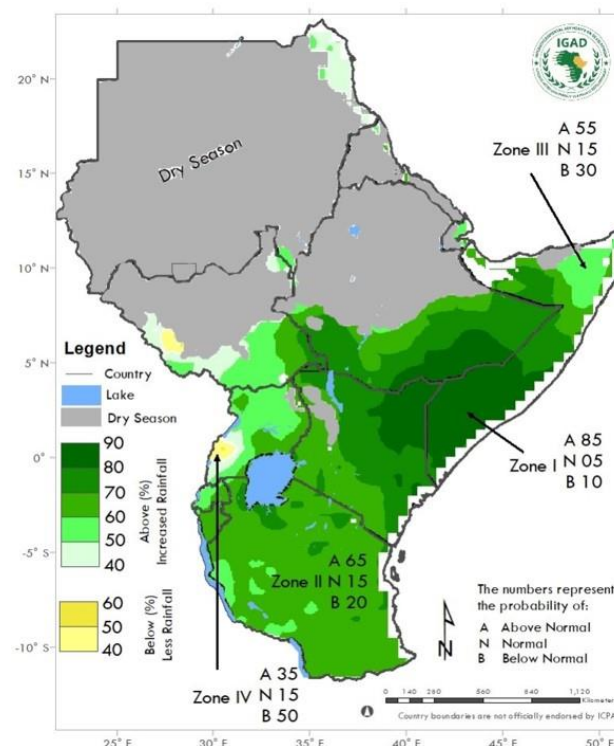 IGAD
20° N
15° N
10° N
5° N
0°
-5° S
-10° S
25° E
30° E
35° E
40° E
45° E
50° E
Dry Season
A 55
Zone III N 15
B 30
A 85
Zone I N 05
B 10
A 65
Zone II N 15
B 20
A 35
Zone IV N 15
B 50
Legend
Country
Lake
Dry Season
90
80
70
60
50
40
Above (%)
Increased Rainfall
60
50
40
Below (%)
Less Rainfall
The numbers represent
the probability of:
A Above Normal
N Normal
B Below Normal
N
0 140 280 560 840 1,120
Kilometer
Country boundaries are not officially endorsed by ICPA